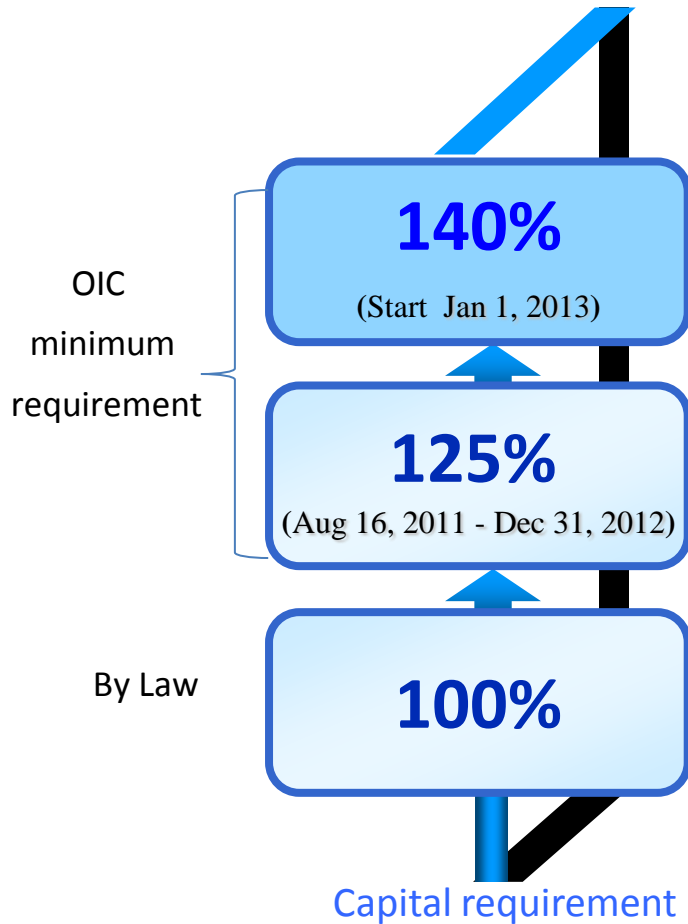 140%
(Start Jan 1, 2013)
OIC
minimum
requirement
125%
(Aug 16, 2011 - Dec 31, 2012)
By Law
100%
Capital requirement